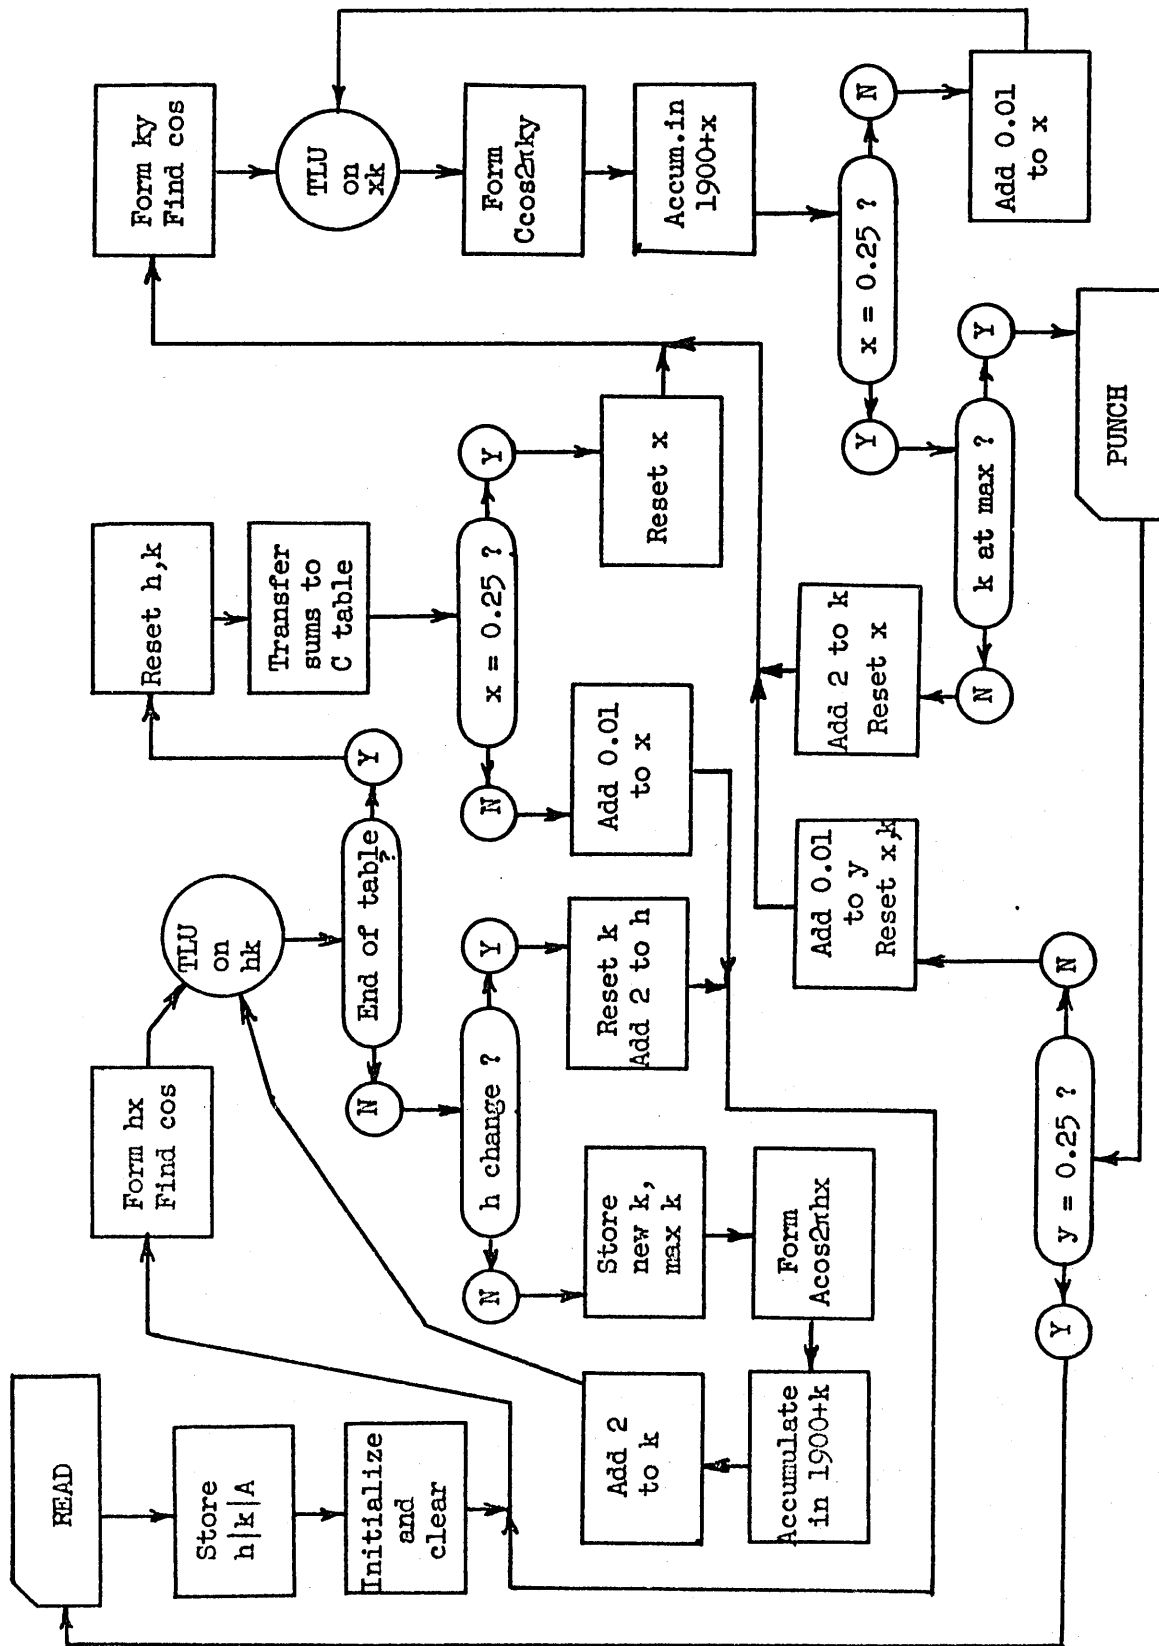 READ
Store
h|k|A
Initialize
and
clear
Form hx
Find cos
TLU
on
hk
End of table
?
N
Y
h change ?
N
Y
Store
new k,
max k
Form
Acos2πhx
Accumulate
in 1900+k
Add 2
to k
Reset k
Add 2 to h
Reset h,k
Transfer
sums to
C table
x = 0.25 ?
N
Y
Add 0.01
to x
Reset x
Form ky
Find cos
TLU
on
xk
Form
Ccos2πky
Accum.in
1900+x
x = 0.25 ?
Y
N
Add 0.01
to x
k at max ?
N
Y
Add 2 to k
Reset x
PUNCH
y = 0.25 ?
Y
N
Add 0.01
to y
Reset x,k